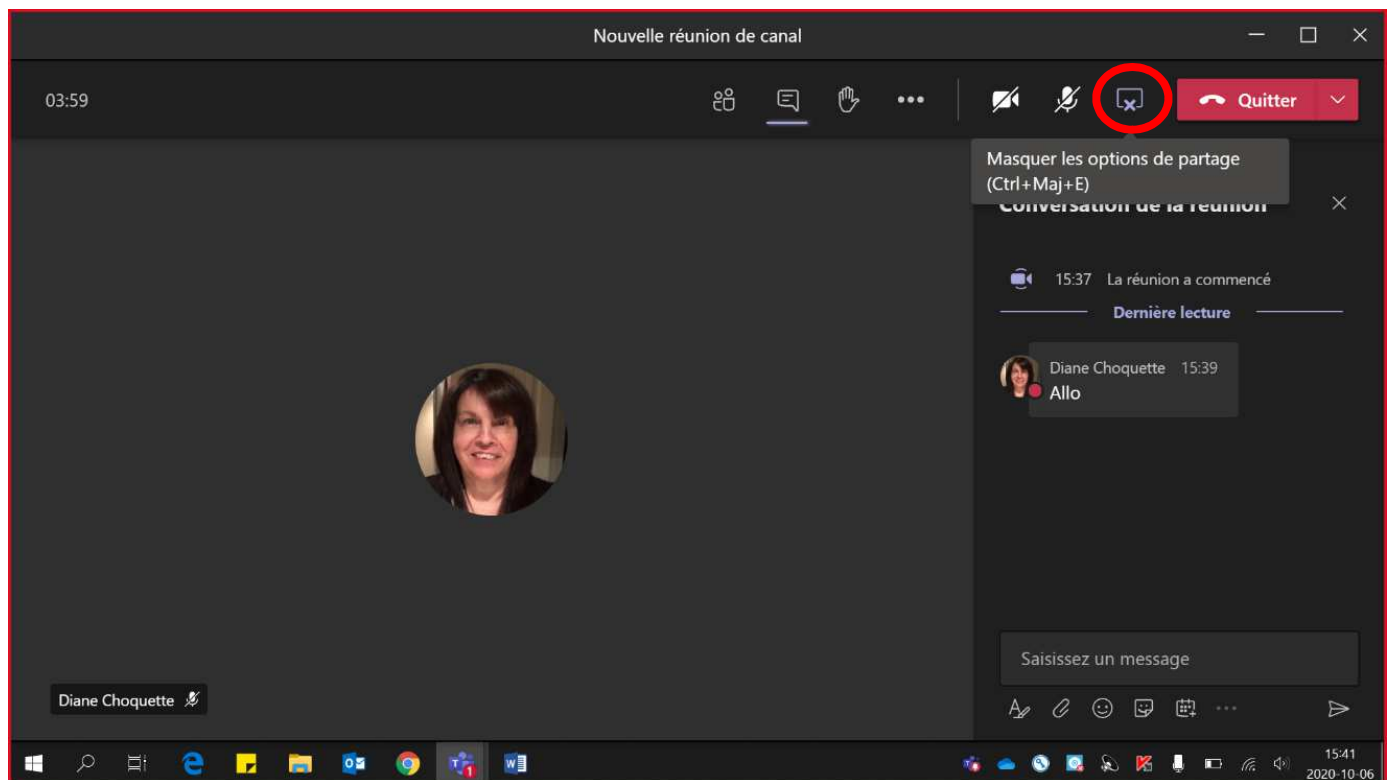 Nouvelle réunion de canal
03:59
Quitter
Masquer les options de partage
(Ctrl+Maj+E)
Conversation de la réunion
15:37 La réunion a commencé
Dernière lecture
Diane Choquette 15:39
Allo
Saisissez un message
Diane Choquette
15:41
2020-10-06